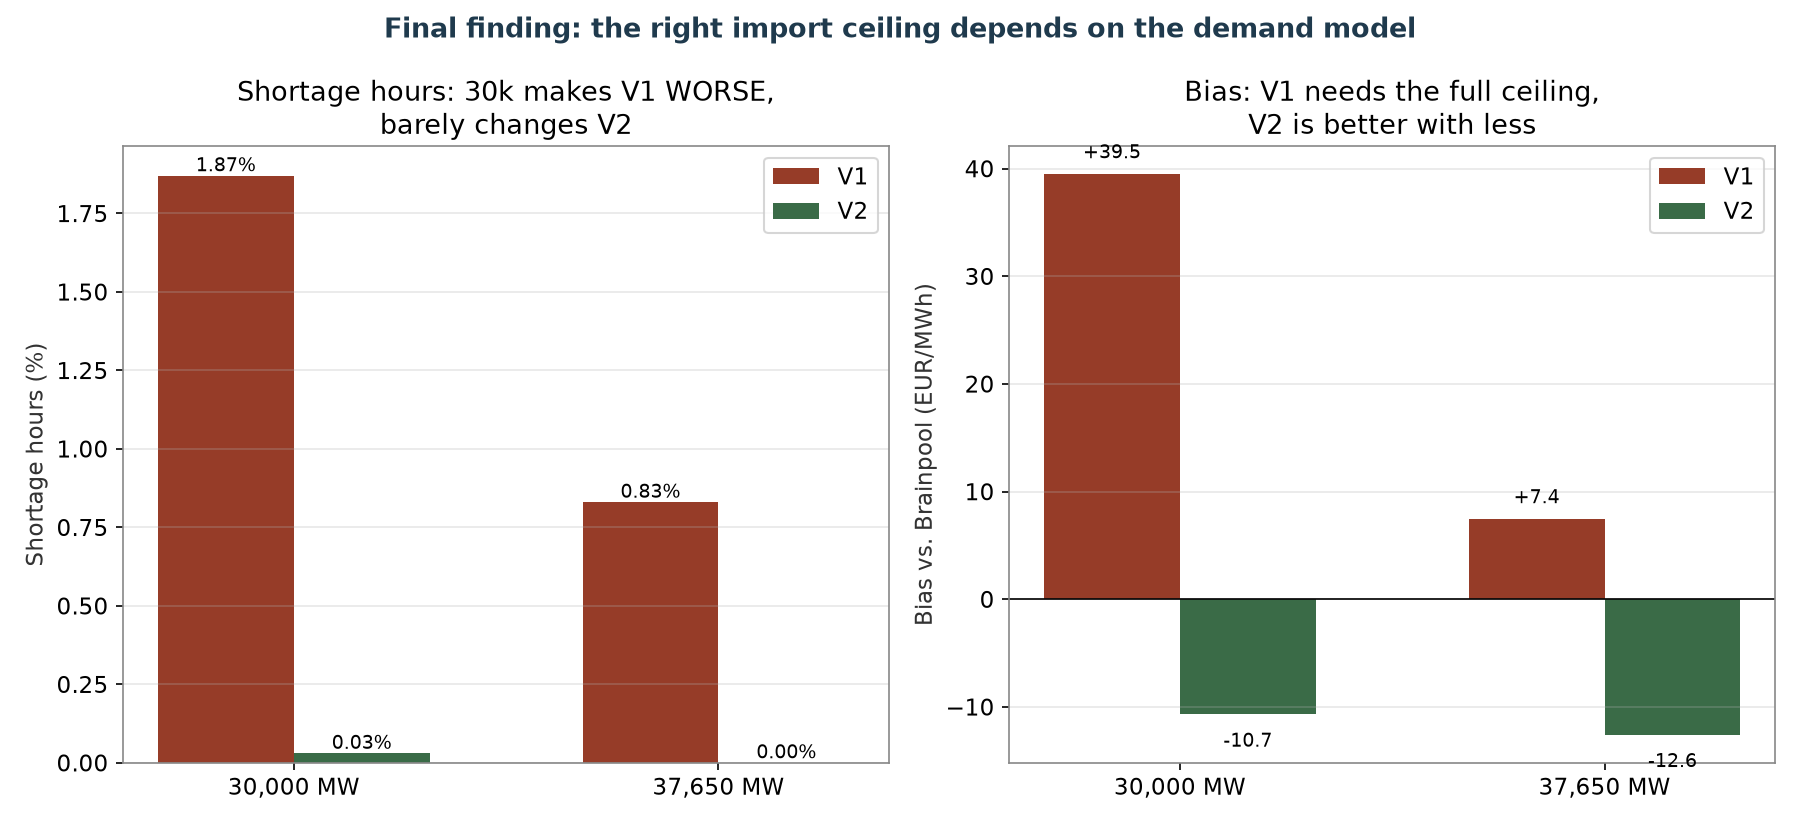 Final finding: the right import ceiling depends on the demand model
Shortage hours: 30k makes V1 WORSE,
barely changes V2
Shortage hours (%)
1.75
1.50
1.25
1.00
0.75
0.50
0.25
0.00
1.87%
0.03%
0.83%
0.00%
V1
V2
30,000 MW
37,650 MW
Bias: V1 needs the full ceiling,
V2 is better with less
Bias vs. Brainpool (EUR/MWh)
40
30
20
10
0
−10
+39.5
-10.7
+7.4
-12.6
V1
V2
30,000 MW
37,650 MW